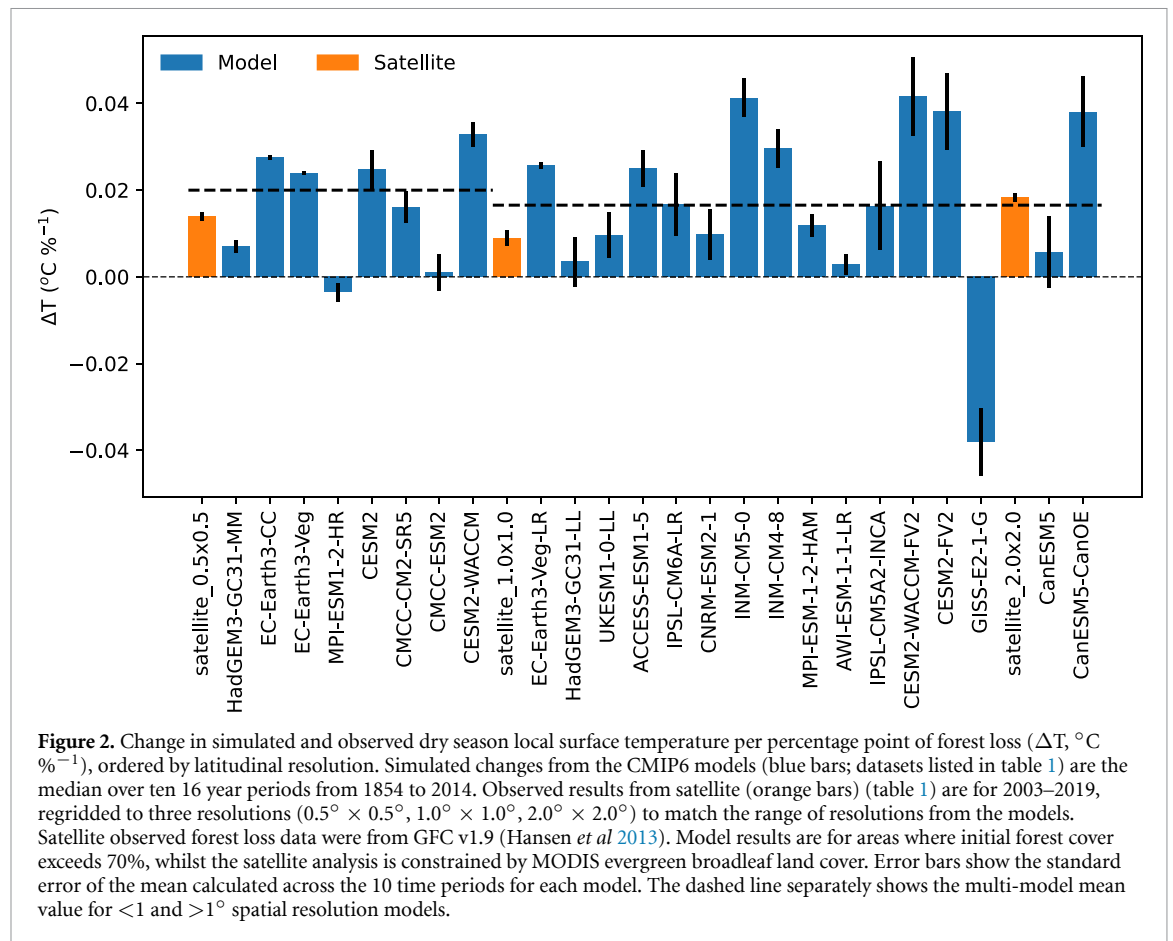 Model
Satellite
0.04
0.02
0.00
−0.02
−0.04
ΔT (°C %⁻¹)
satellite_0.5x0.5
HadGEM3-GC31-MM
EC-Earth3-CC
EC-Earth3-Veg
MPI-ESM1-2-HR
CESM2
CMCC-CM2-SR5
CMCC-ESM2
CESM2-WACCM
satellite_1.0x1.0
EC-Earth3-Veg-LR
HadGEM3-GC31-LL
UKESM1-0-LL
ACCESS-ESM1-5
IPSL-CM6A-LR
CNRM-ESM2-1
INM-CM5-0
INM-CM4-8
MPI-ESM-1-2-HAM
AWI-ESM-1-1-LR
IPSL-CM5A2-INCA
CESM2-WACCM-FV2
CESM2-FV2
GISS-E2-1-G
satellite_2.0x2.0
CanESM5
CanESM5-CanOE
Figure 2. Change in simulated and observed dry season local surface temperature per percentage point of forest loss (ΔT, °C
%⁻¹), ordered by latitudinal resolution. Simulated changes from the CMIP6 models (blue bars; datasets listed in table 1) are the
median over ten 16 year periods from 1854 to 2014. Observed results from satellite (orange bars) (table 1) are for 2003–2019,
regridded to three resolutions (0.5° × 0.5°, 1.0° × 1.0°, 2.0° × 2.0°) to match the range of resolutions from the models.
Satellite observed forest loss data were from GFC v1.9 (Hansen et al 2013). Model results are for areas where initial forest cover
exceeds 70%, whilst the satellite analysis is constrained by MODIS evergreen broadleaf land cover. Error bars show the standard
error of the mean calculated across the 10 time periods for each model. The dashed line separately shows the multi-model mean
value for <1 and >1° spatial resolution models.